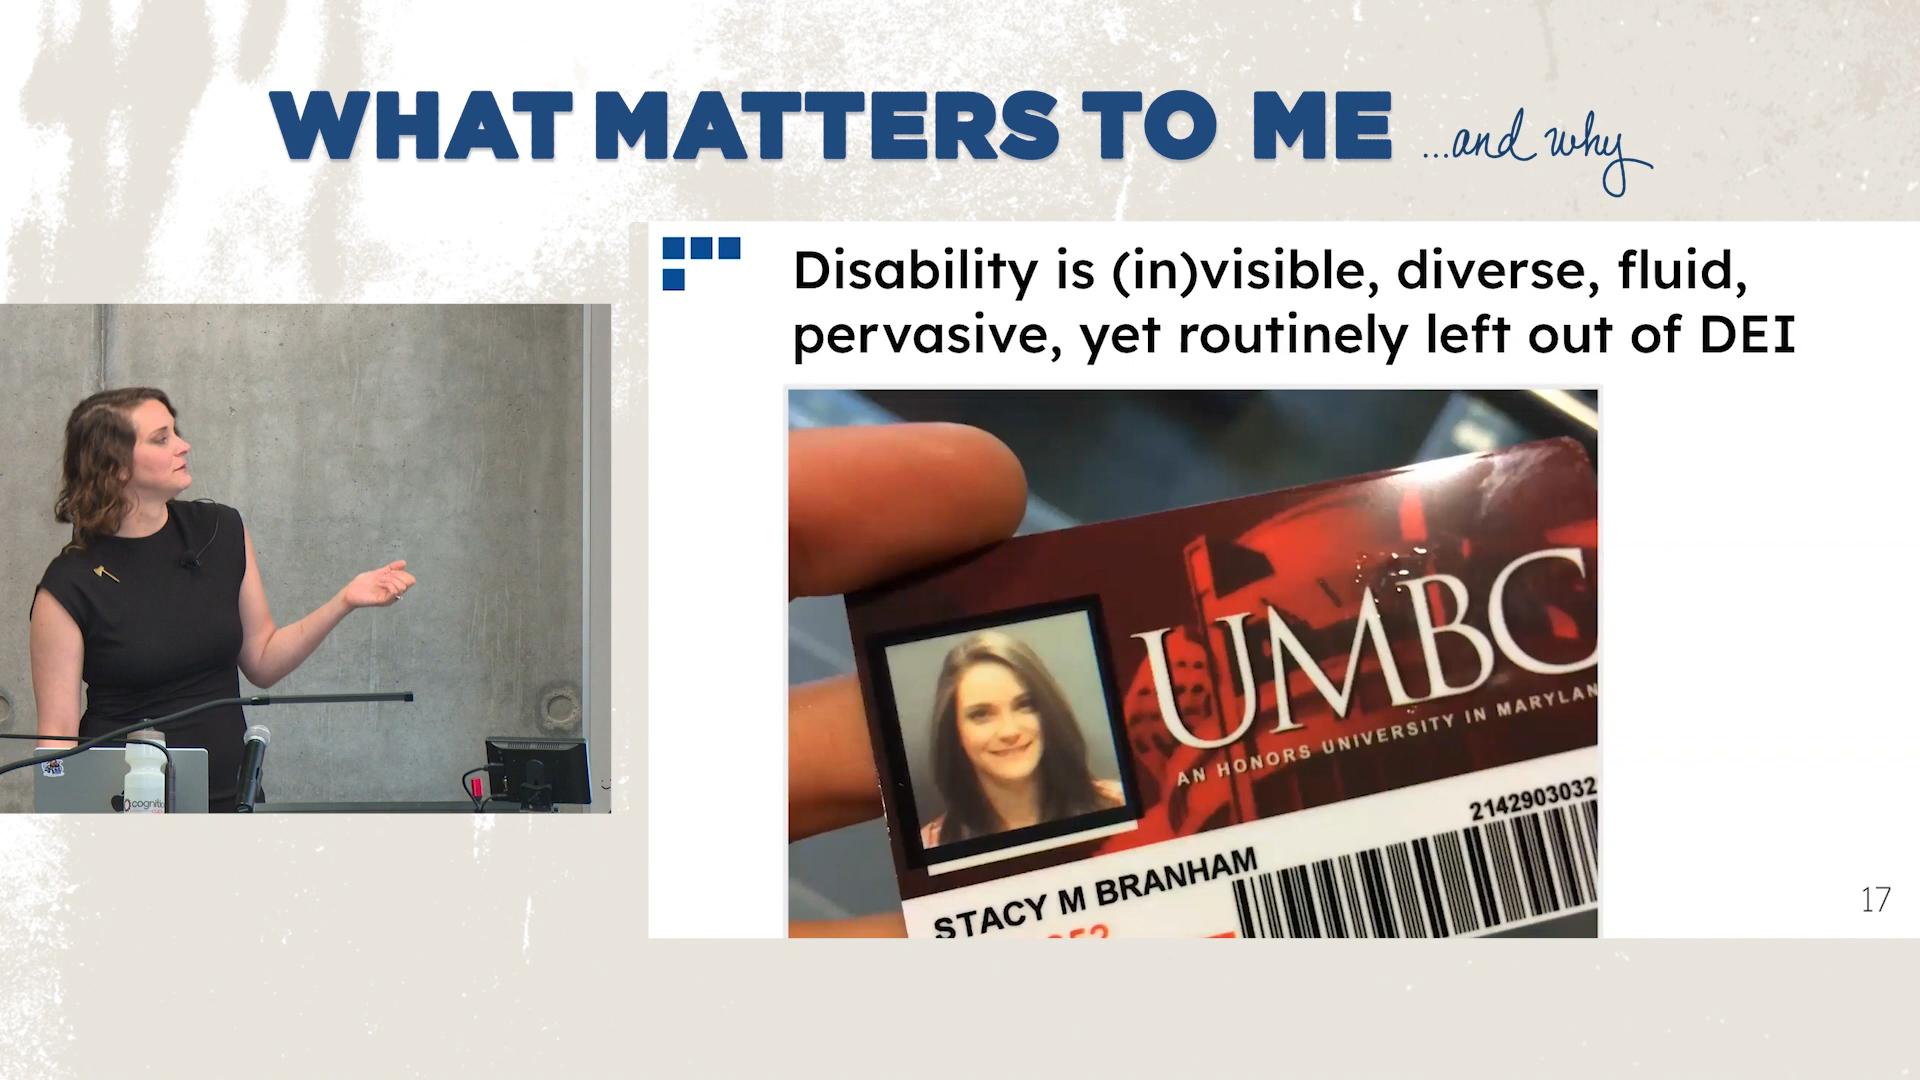 WHAT MATTERS TO ME ...and why
Disability is (in)visible, diverse, fluid,
pervasive, yet routinely left out of DEI
UMBC
AN HONORS UNIVERSITY IN MARYLAN
2142903032
STACY M BRANHAM
17